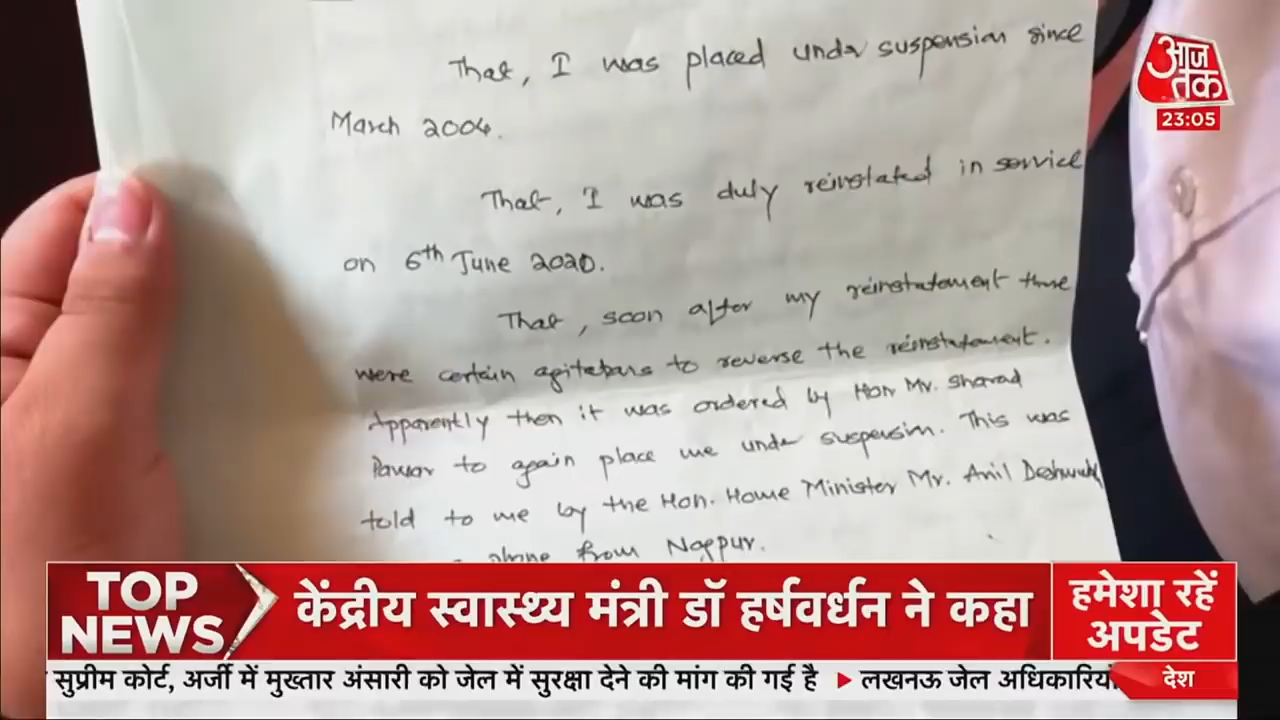 That, I was placed under suspension since
March 2004.
That, I was duly reinstated in service
on 6th June 2020.
That, soon after my reinstatement there
were certain agitations to reverse the reinstatement.
Apparently then it was ordered by Hon Mr. Sharad
Pawar to again place me under suspension. This was
told to me by the Hon. Home Minister Mr. Anil Deshmukh
phone from Nagpur.
आज
तक
23:05
TOP
NEWS
केंद्रीय स्वास्थ्य मंत्री डॉ हर्षवर्धन ने कहा
हमेशा रहें
अपडेट
सुप्रीम कोर्ट, अर्जी में मुख्तार अंसारी को जेल में सुरक्षा देने की मांग की गई है ▶ लखनऊ जेल
देश